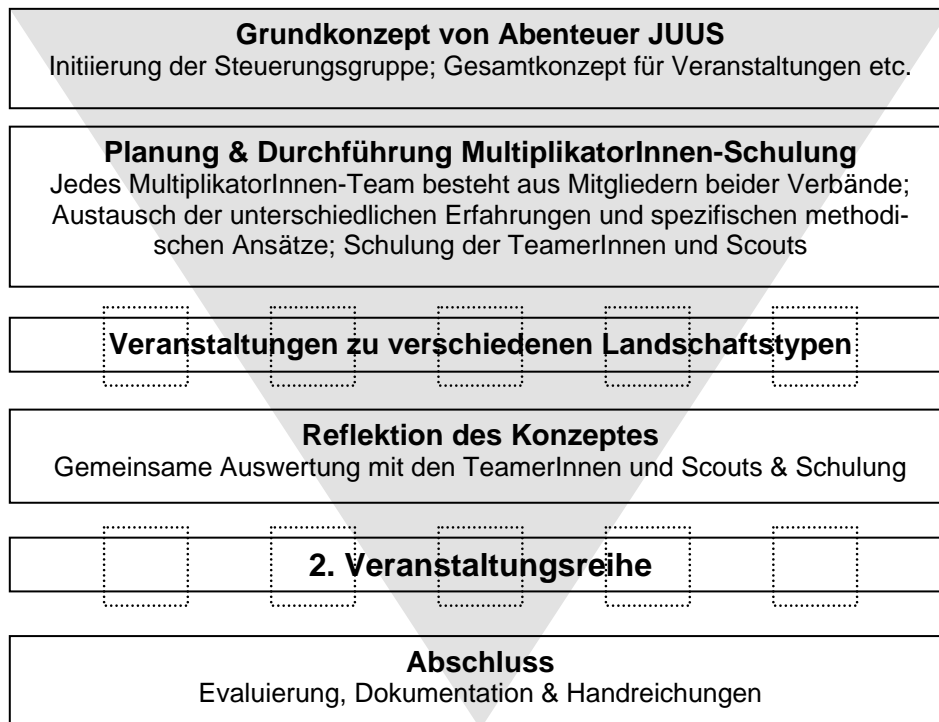 Grundkonzept von Abenteuer JUUS
Initiierung der Steuerungsgruppe; Gesamtkonzept für Veranstaltungen etc.
Planung & Durchführung MultiplikatorInnen-Schulung
Jedes MultiplikatorInnen-Team besteht aus Mitgliedern beider Verbände;
Austausch der unterschiedlichen Erfahrungen und spezifischen methodi-
schen Ansätze; Schulung der TeamerInnen und Scouts
Veranstaltungen zu verschiedenen Landschaftstypen
Reflektion des Konzeptes
Gemeinsame Auswertung mit den TeamerInnen und Scouts & Schulung
2. Veranstaltungsreihe
Abschluss
Evaluierung, Dokumentation & Handreichungen